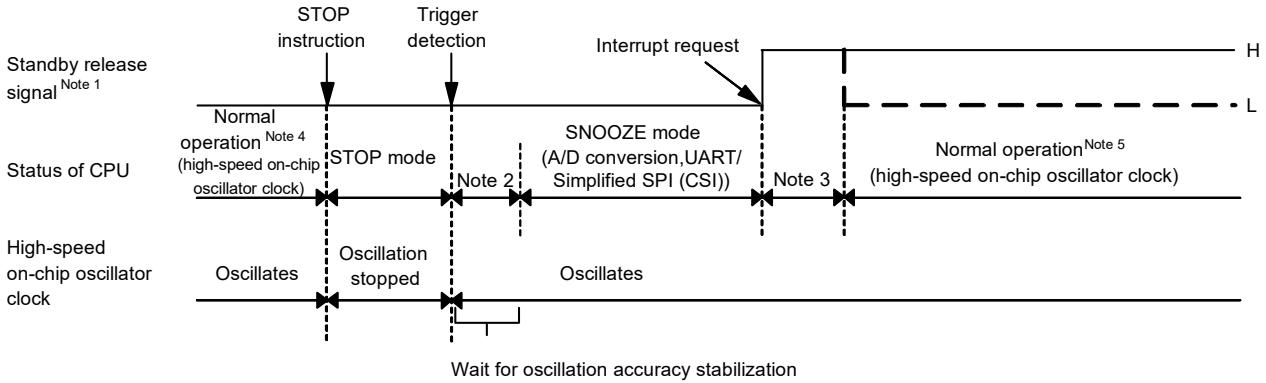 STOP
instruction
Trigger
detection
Interrupt request
Standby release
signal Note 1
H
L
Status of CPU
Normal
operation Note 4
(high-speed on-chip
oscillator clock)
STOP mode
Note 2
SNOOZE mode
(A/D conversion,UART/
Simplified SPI (CSI))
Note 3
Normal operation Note 5
(high-speed on-chip oscillator clock)
High-speed
on-chip oscillator
clock
Oscillates
Oscillation
stopped
Oscillates
Wait for oscillation accuracy stabilization